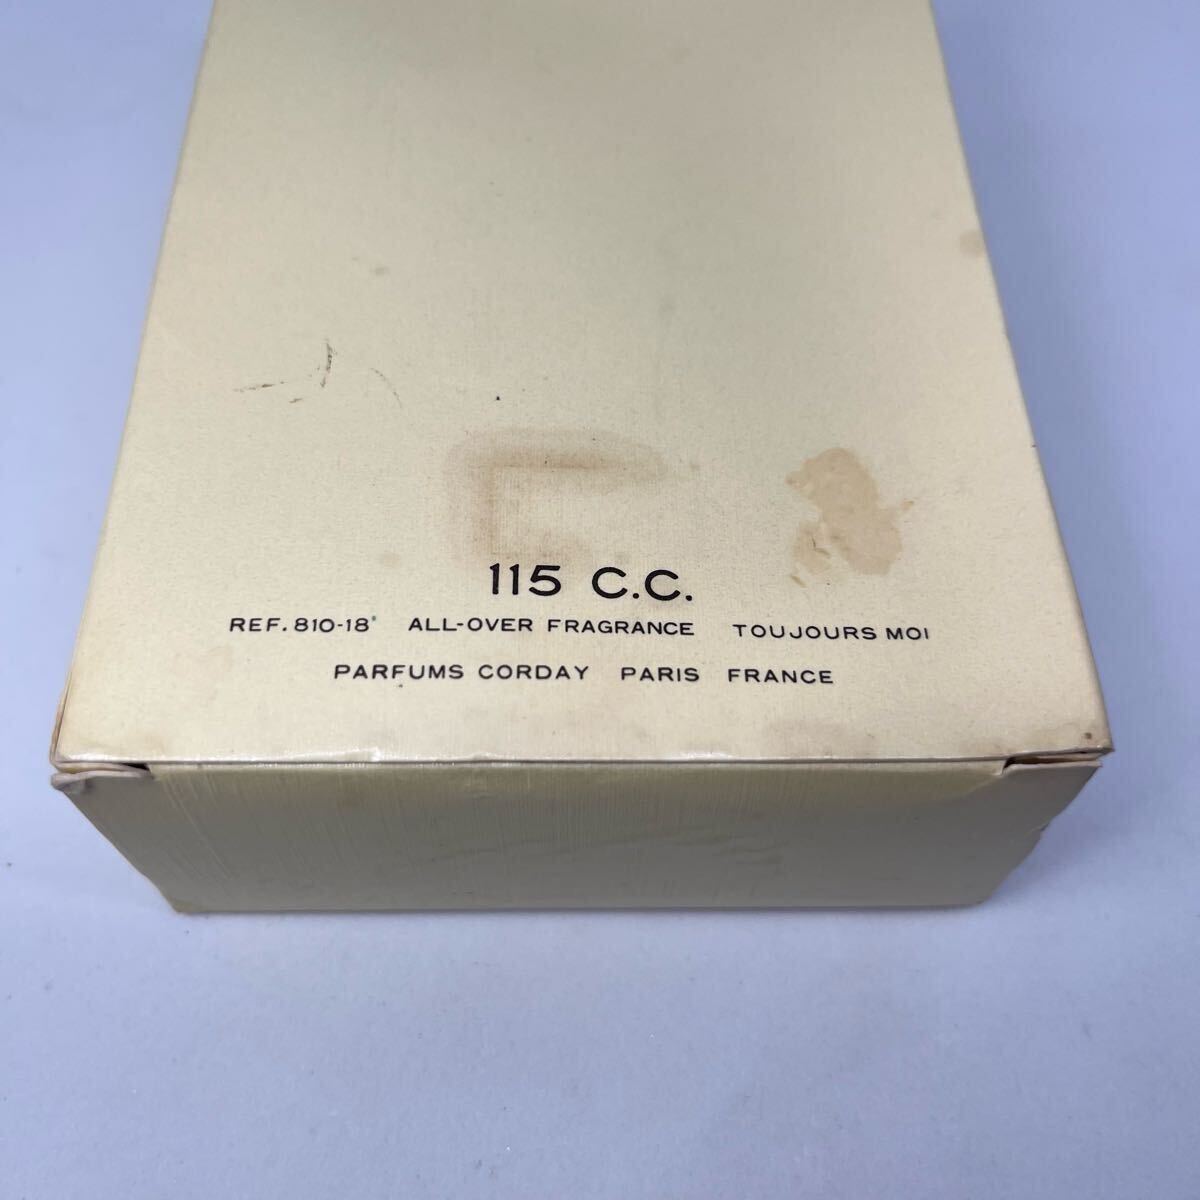 115 C.C.
REF. 810-18 ALL-OVER FRAGRANCE TOUJOURS MOI
PARFUMS CORDAY PARIS FRANCE